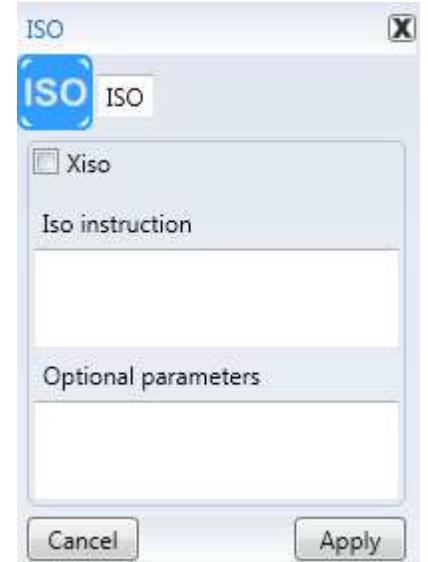 ISO
ISO ISO
Xiso
Iso instruction
Optional parameters
Cancel Apply